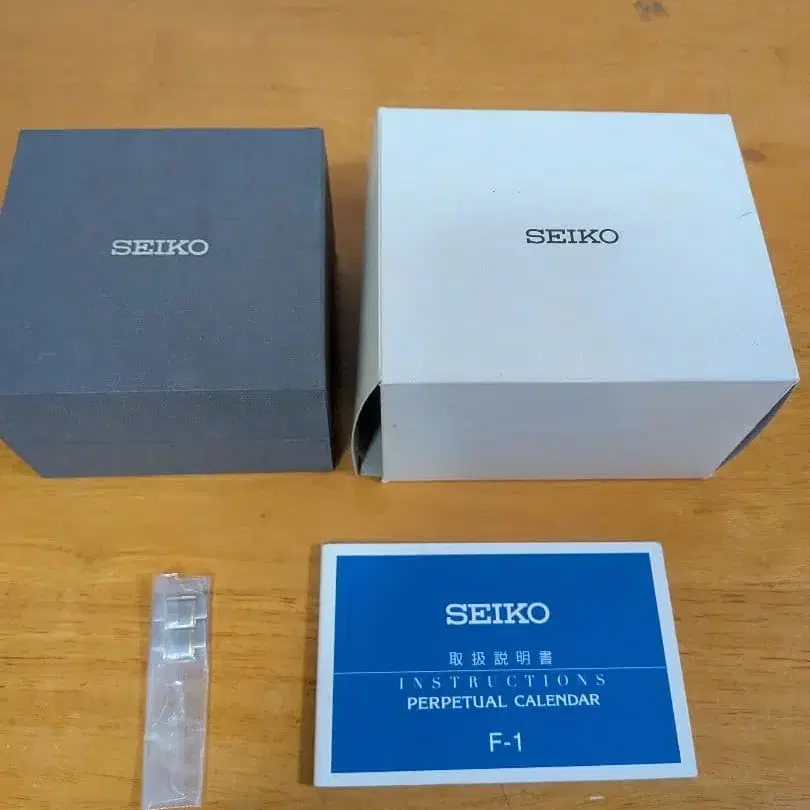 SEIKO
SEIKO
SEIKO
取扱説明書
INSTRUCTIONS
PERPETUAL CALENDAR
F-1